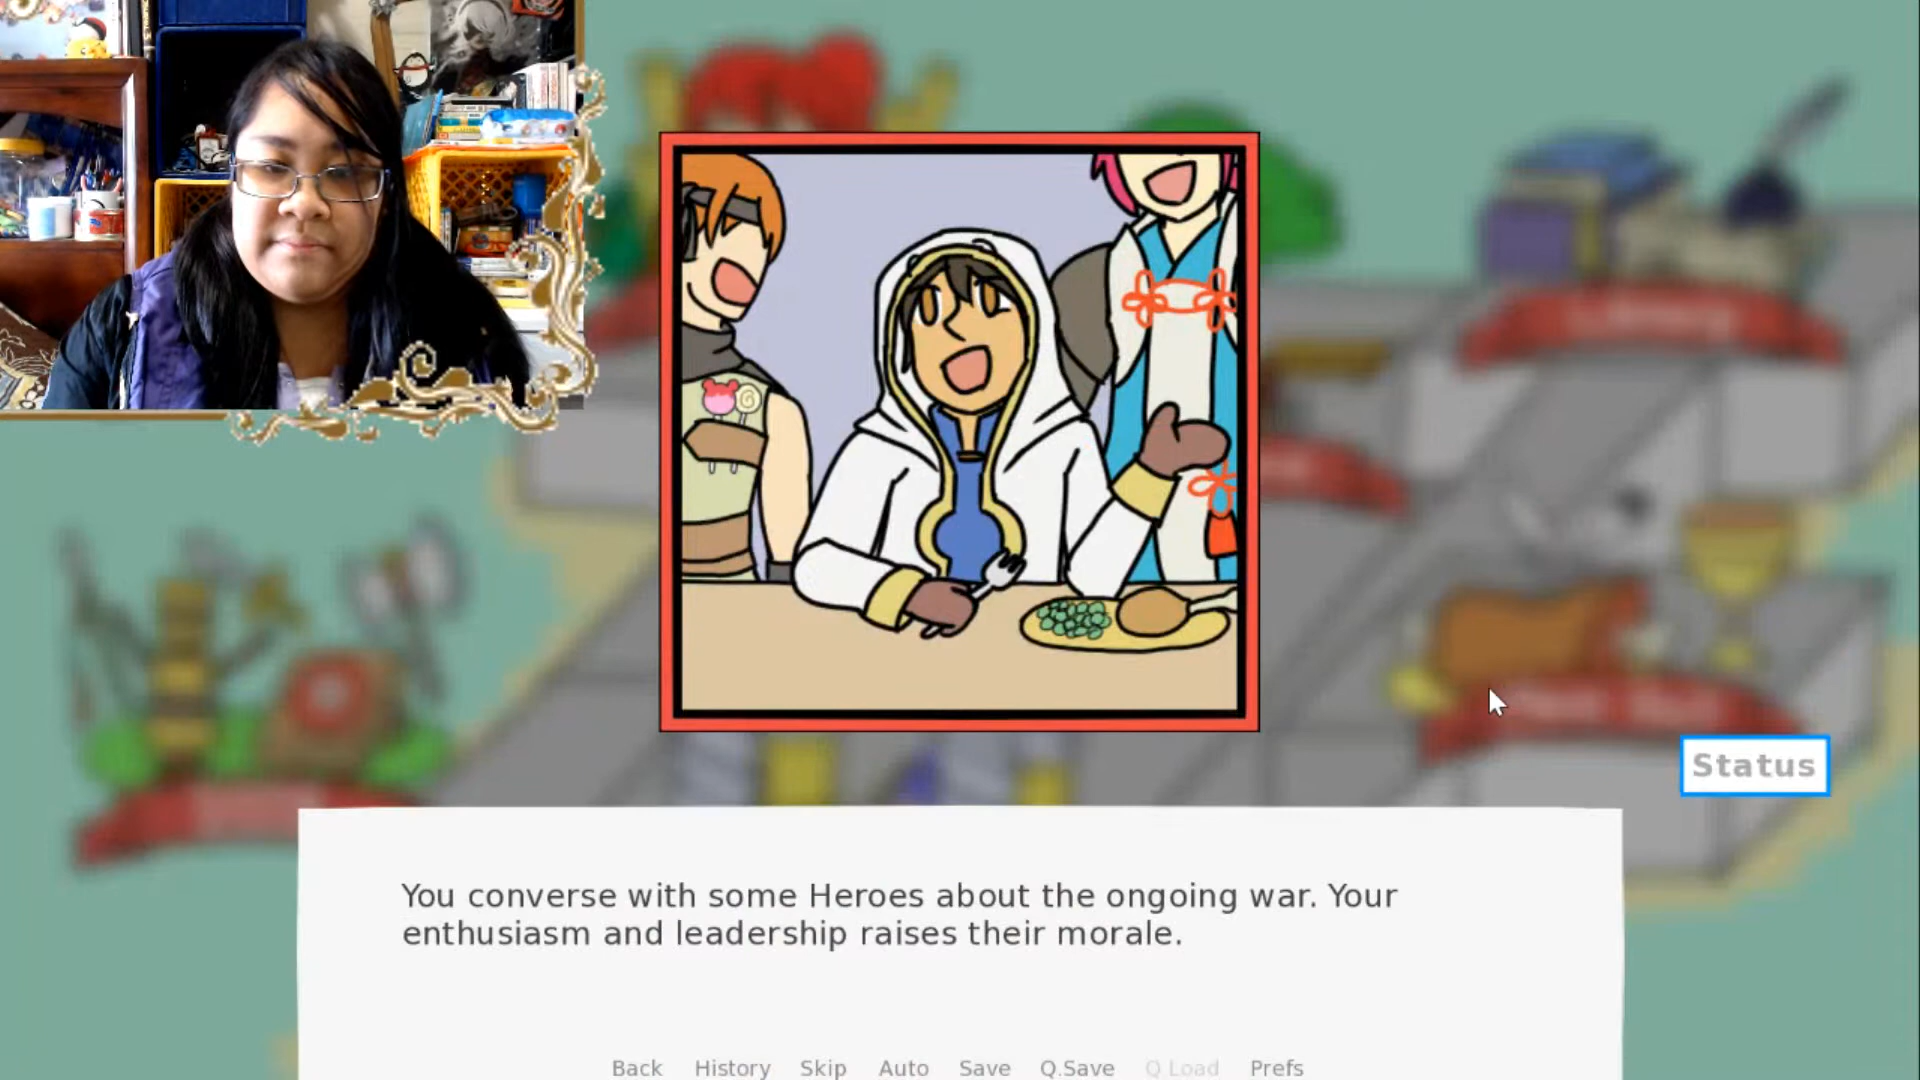 Status
You converse with some Heroes about the ongoing war. Your
enthusiasm and leadership raises their morale.
Back History Skip Auto Save Q.Save Q.Load Prefs